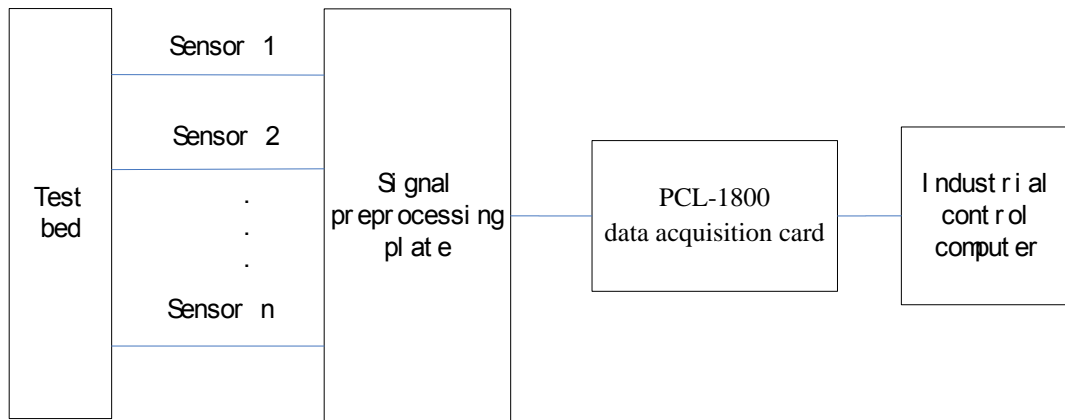 Test
bed
Sensor 1
Sensor 2
.
.
.
Sensor n
Signal
preprocessing
plate
PCL-1800
data acquisition card
Industrial
control
computer